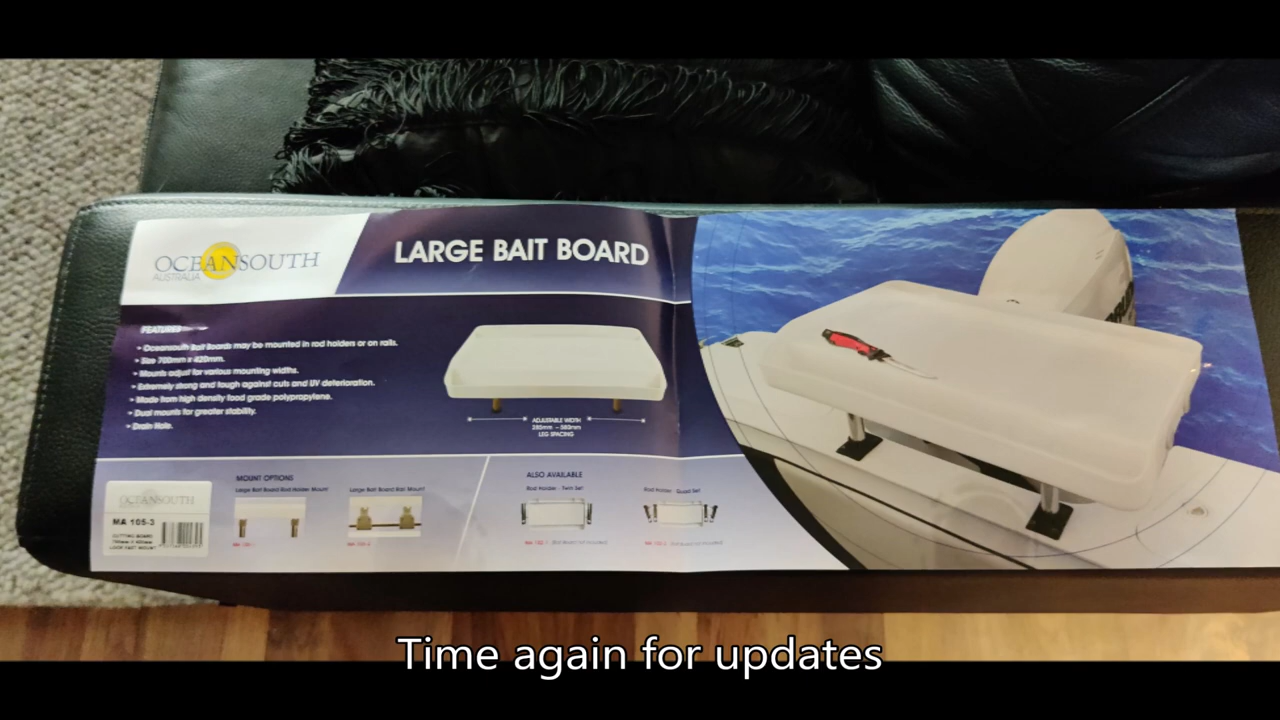 OCEANSOUTH
AUSTRALIA
LARGE BAIT BOARD
FEATURES
Oceansouth Bait Boards may be mounted in rod holders or on rails.
Size 700mm x 420mm.
Mounts adjust for various mounting widths.
Extremely strong and tough against cuts and UV deterioration.
Made from high density food grade polypropylene.
Dual mounts for greater stability.
Drain Hole.
ADJUSTABLE WIDTH
LEG SPACING
MOUNT OPTIONS
Large Bait Board Rod Holder Mount
Large Bait Board Rail Mount
ALSO AVAILABLE
Rod Holder - Twin Set
Rod Holder - Quad Set
OCEANSOUTH
MA 105-3
CUTTING BOARD
Time again for updates